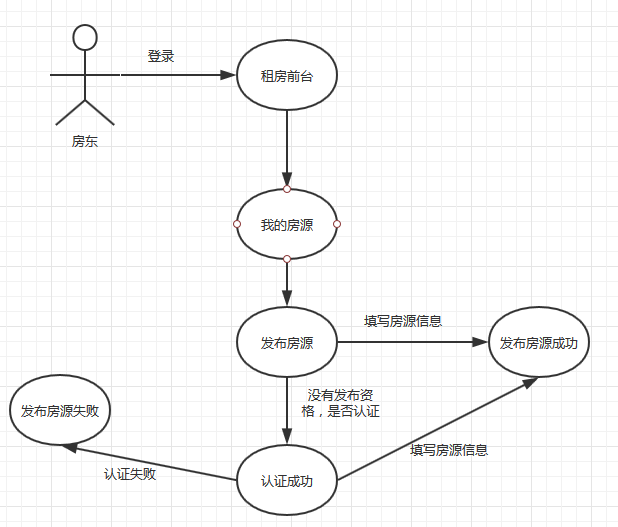 登录
租房前台
房东
我的房源
填写房源信息
发布房源
发布房源成功
没有发布资
格，是否认证
发布房源失败
填写房源信息
认证失败
认证成功